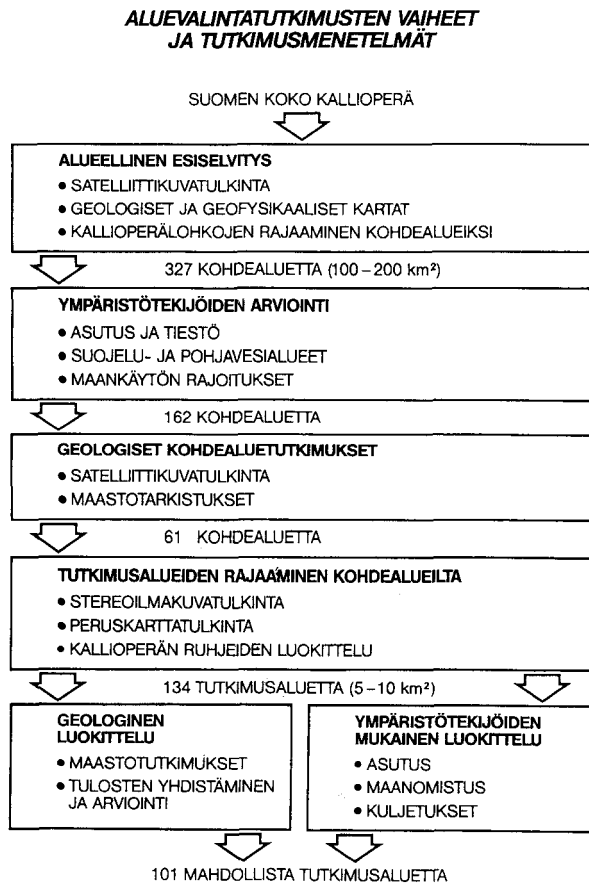 ALUEVALINTATUTKIMUSTEN VAIHEET
JA TUTKIMUSMENETELMÄT
SUOMEN KOKO KALLIOPERÄ
ALUEELLINEN ESISELVITYS
• SATELLIITTIKUVATULKINTA
• GEOLOGISET JA GEOFYSIKAALISET KARTAT
• KALLIOPERÄLOHKOJEN RAJAAMINEN KOHDEALUEIKSI
327 KOHDEALUETTA (100–200 km²)
YMPÄRISTÖTEKIJÖIDEN ARVIOINTI
• ASUTUS JA TIESTÖ
• SUOJELU- JA POHJAVESIALUEET
• MAANKÄYTÖN RAJOITUKSET
162 KOHDEALUETTA
GEOLOGISET KOHDEALUETUTKIMUKSET
• SATELLIITTIKUVATULKINTA
• MAASTOTARKISTUKSET
61 KOHDEALUETTA
TUTKIMUSALUEIDEN RAJAAMINEN KOHDEALUEILTA
• STEREOILMAKUVATULKINTA
• PERUSKARTTATULKINTA
• KALLIOPERÄN RUHJEIDEN LUOKITTELU
134 TUTKIMUSALUETTA (5–10 km²)
GEOLOGINEN
LUOKITTELU
• MAASTOTUTKIMUKSET
• TULOSTEN YHDISTÄMINEN
JA ARVIOINTI
YMPÄRISTÖTEKIJÖIDEN
MUKAINEN LUOKITTELU
• ASUTUS
• MAANOMISTUS
• KULJETUKSET
101 MAHDOLLISTA TUTKIMUSALUETTA